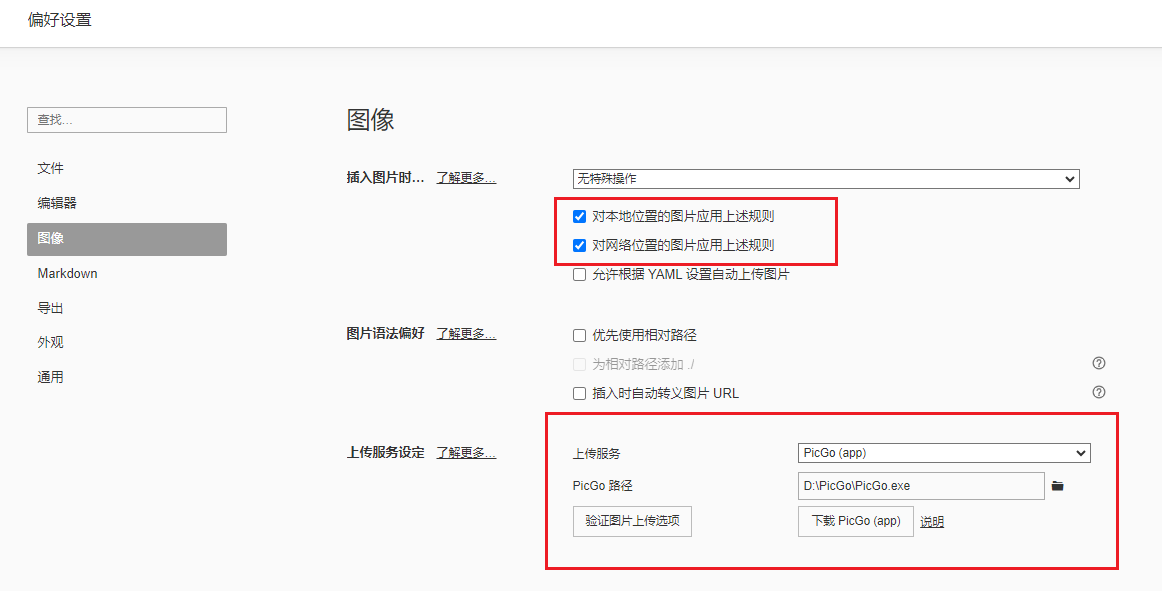 偏好设置
查找...
文件
编辑器
图像
Markdown
导出
外观
通用
图像
插入图片时... 了解更多... 无特殊操作
对本地位置的图片应用上述规则
对网络位置的图片应用上述规则
允许根据 YAML 设置自动上传图片
图片语法偏好 了解更多... 优先使用相对路径
为相对路径添加 ./
插入时自动转义图片 URL
上传服务设定 了解更多... 上传服务 PicGo (app)
PicGo 路径 D:\PicGo\PicGo.exe
验证图片上传选项 下载 PicGo (app) 说明